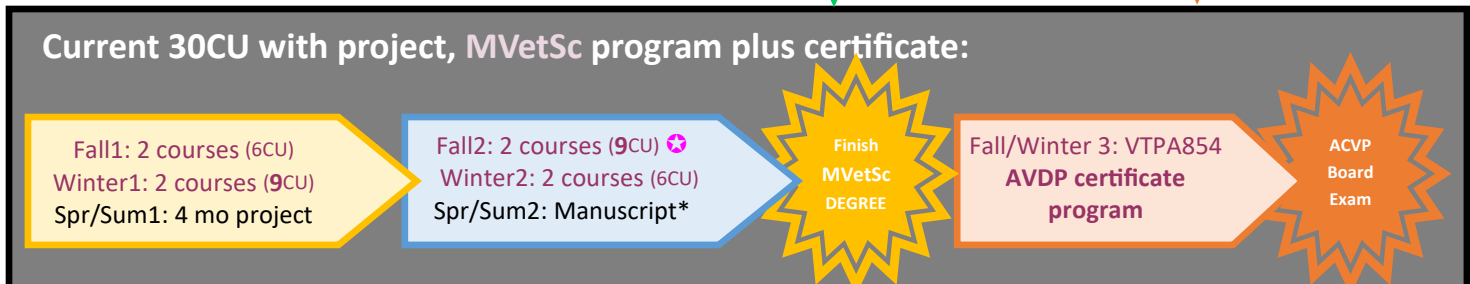 Current 30CU with project, MVetSc program plus certificate:
Fall1: 2 courses (6CU)
Winter1: 2 courses (9CU)
Spr/Sum1: 4 mo project
Fall2: 2 courses (9CU) ✪
Winter2: 2 courses (6CU)
Spr/Sum2: Manuscript*
Finish
MVetSc
DEGREE
Fall/Winter 3: VTPA854
AVDP certificate
program
ACVP
Board
Exam